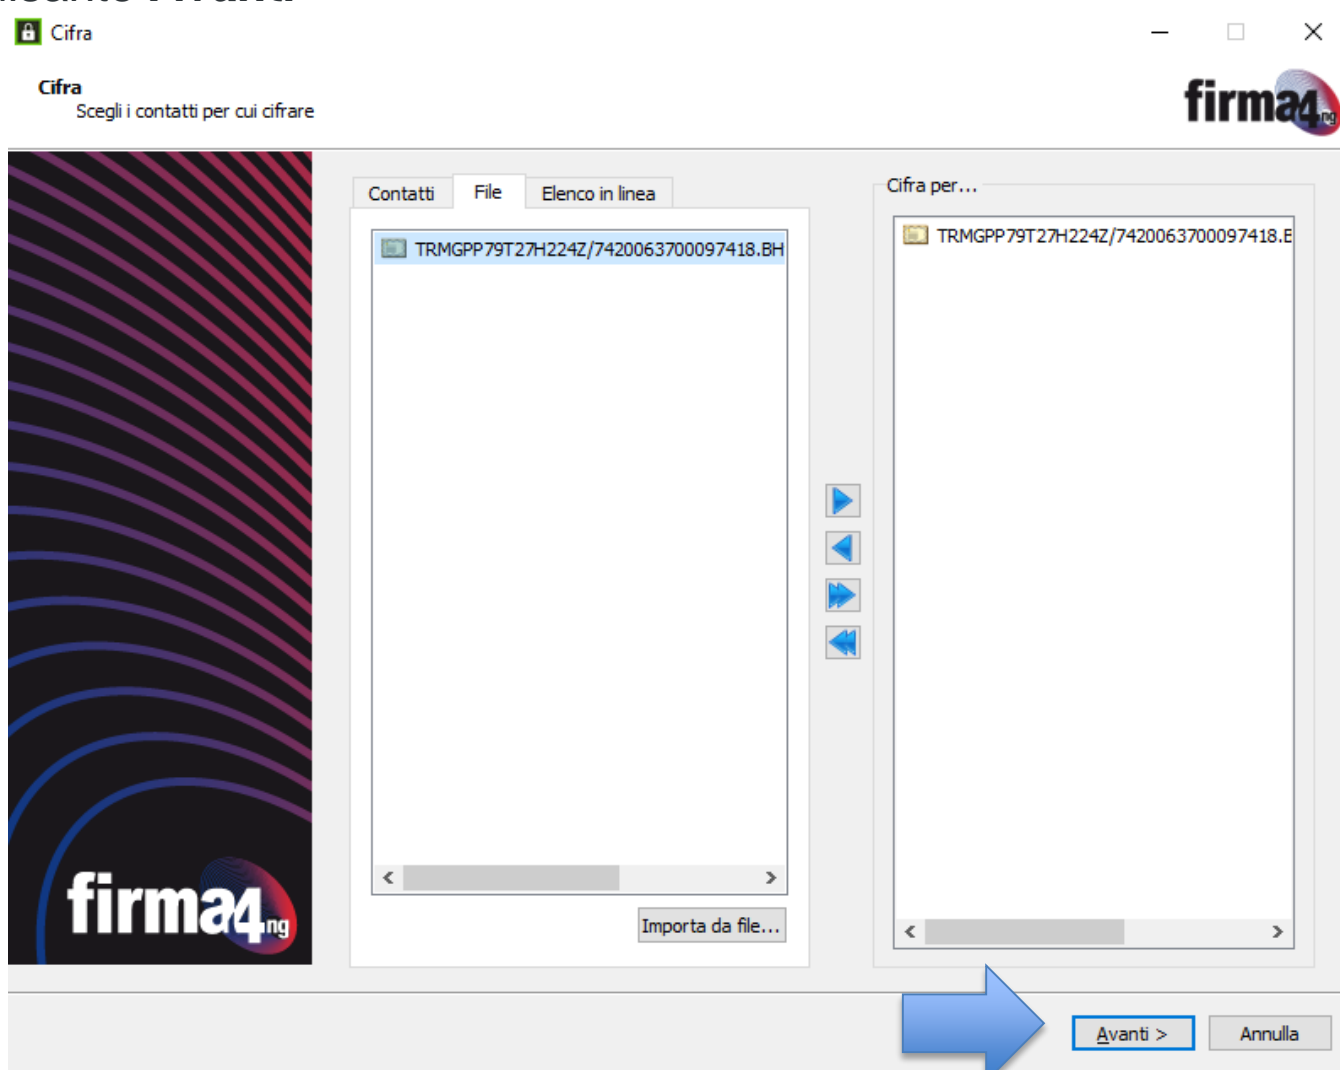 Cifra
Cifra
Scegli i contatti per cui cifrare
firma4ng
Contatti File Elenco in linea
TRMGPP79T27H224Z/7420063700097418.BH
Importa da file...
Cifra per...
TRMGPP79T27H224Z/7420063700097418.E
firma4ng
Avanti > Annulla